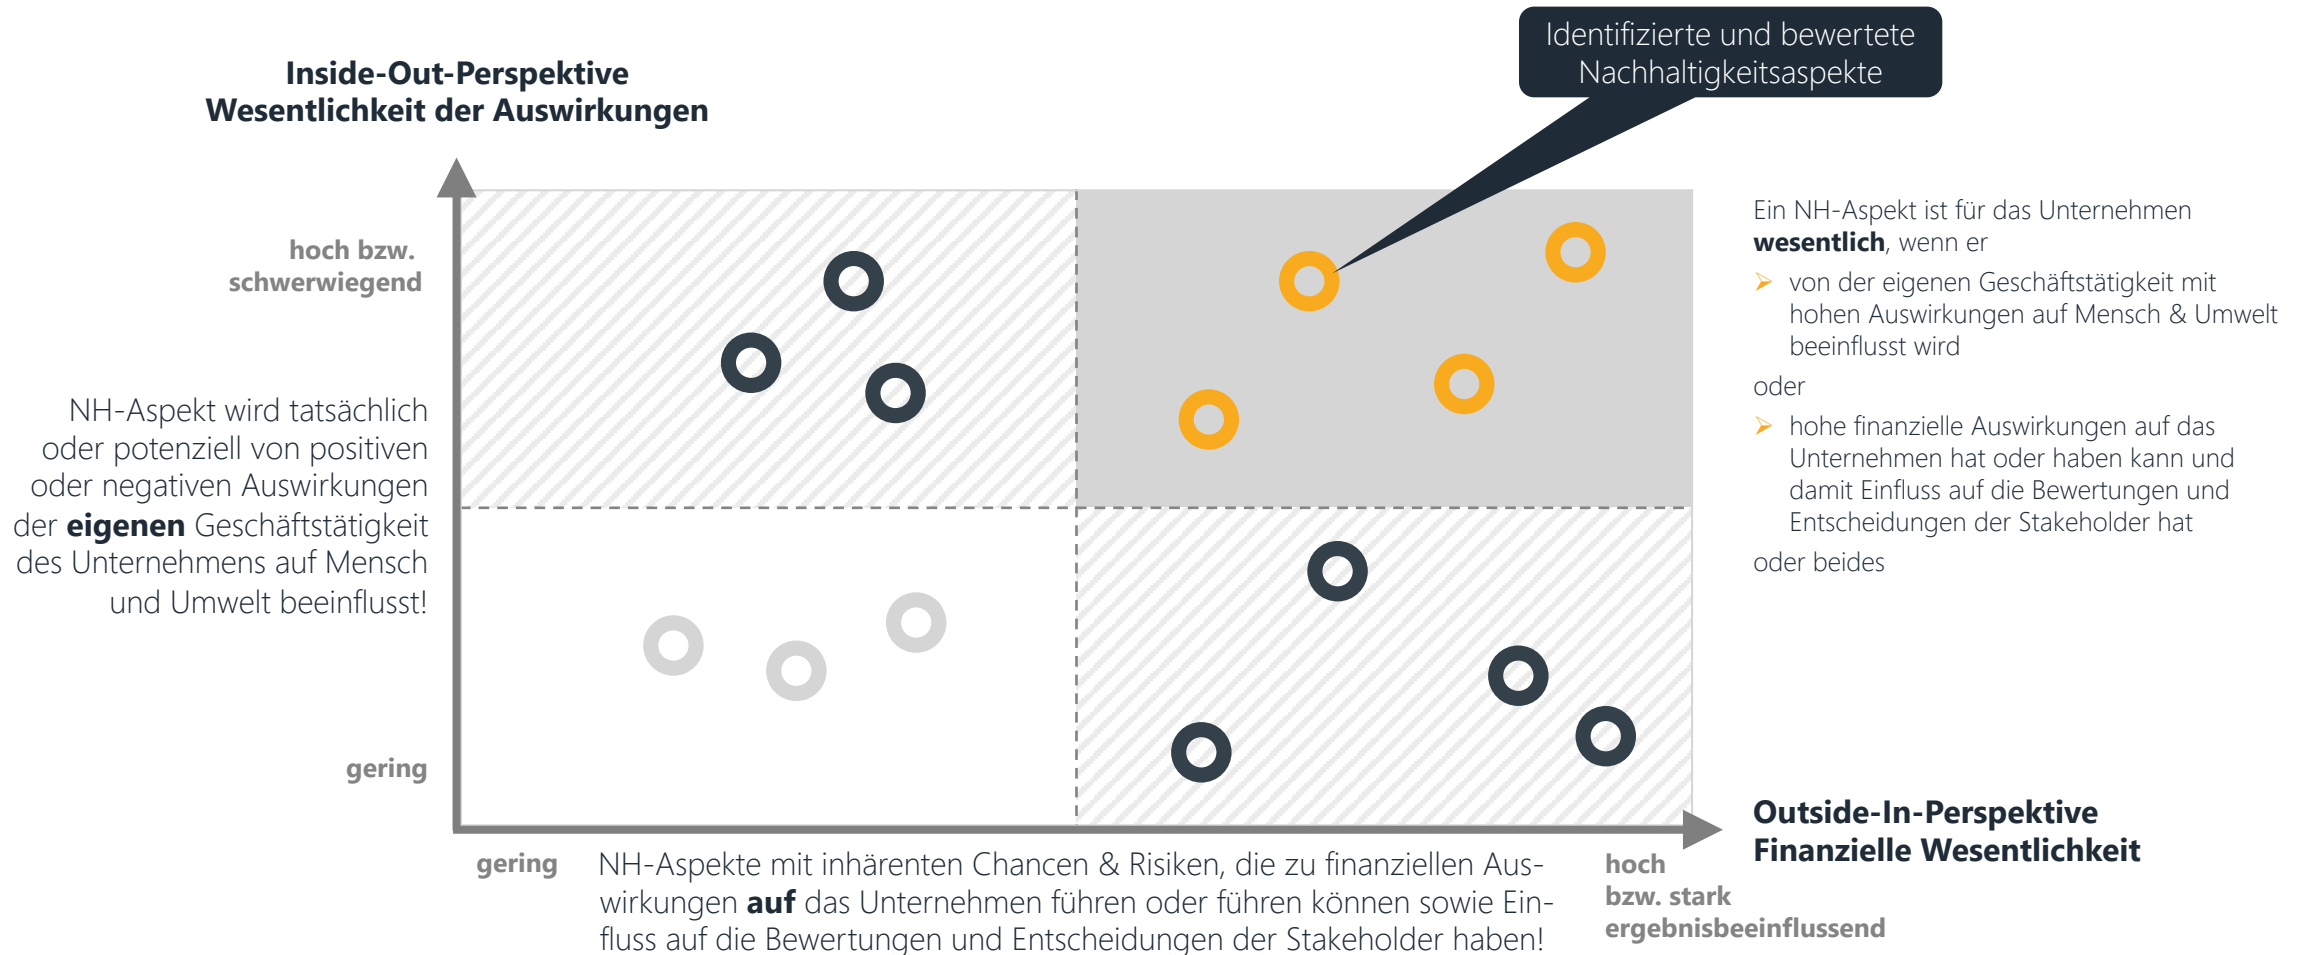 Identifizierte und bewertete
Nachhaltigkeitsaspekte
Inside-Out-Perspektive
Wesentlichkeit der Auswirkungen
hoch bzw.
schwerwiegend
NH-Aspekt wird tatsächlich
oder potenziell von positiven
oder negativen Auswirkungen
der eigenen Geschäftstätigkeit
des Unternehmens auf Mensch
und Umwelt beeinflusst!
gering
Ein NH-Aspekt ist für das Unternehmen
wesentlich, wenn er
von der eigenen Geschäftstätigkeit mit
hohen Auswirkungen auf Mensch & Umwelt
beeinflusst wird
oder
hohe finanzielle Auswirkungen auf das
Unternehmen hat oder haben kann und
damit Einfluss auf die Bewertungen und
Entscheidungen der Stakeholder hat
oder beides
Outside-In-Perspektive
Finanzielle Wesentlichkeit
gering
NH-Aspekte mit inhärenten Chancen & Risiken, die zu finanziellen Aus-
wirkungen auf das Unternehmen führen oder führen können sowie Ein-
fluss auf die Bewertungen und Entscheidungen der Stakeholder haben!
hoch
bzw. stark
ergebnisbeeinflussend